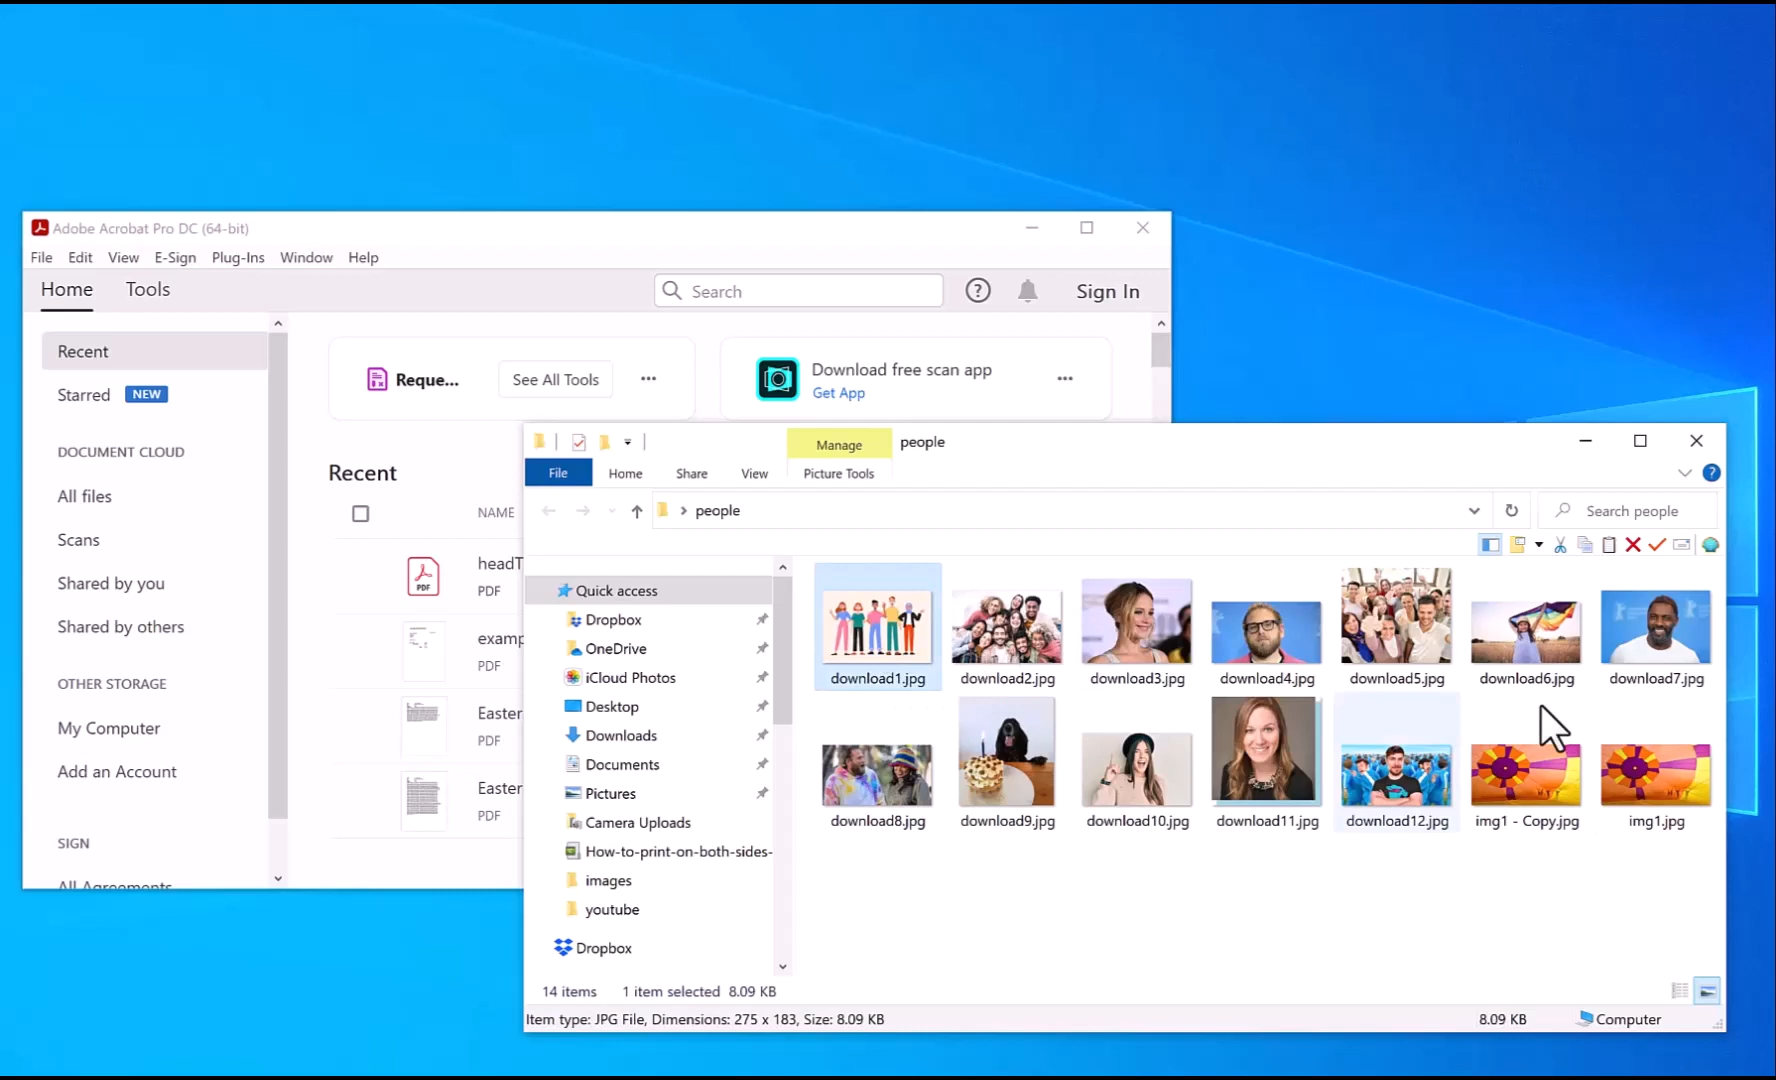 Adobe Acrobat Pro DC (64-bit)
File Edit View E-Sign Plug-Ins Window Help
Home Tools
Search
Sign In
Recent
Starred NEW
DOCUMENT CLOUD
All files
Scans
Shared by you
Shared by others
OTHER STORAGE
My Computer
Add an Account
SIGN
All Agreements
Reque...
See All Tools
Download free scan app
Get App
Recent
NAME
headT
PDF
examp
PDF
Easter
PDF
Easter
PDF
Manage
people
File Home Share View Picture Tools
people
Search people
Quick access
Dropbox
OneDrive
iCloud Photos
Desktop
Downloads
Documents
Pictures
Camera Uploads
How-to-print-on-both-sides-
images
youtube
Dropbox
download1.jpg download2.jpg download3.jpg download4.jpg download5.jpg download6.jpg download7.jpg
download8.jpg download9.jpg download10.jpg download11.jpg download12.jpg img1 - Copy.jpg img1.jpg
14 items 1 item selected 8.09 KB
Item type: JPG File, Dimensions: 275 x 183, Size: 8.09 KB
8.09 KB
Computer